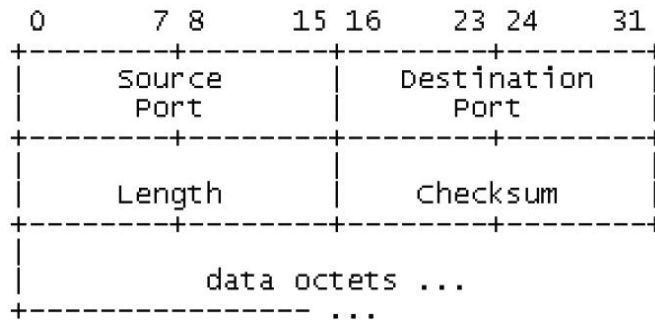 0 7 8 15 16 23 24 31
+--------+--------+--------+--------+
| Source | Destination |
| Port | Port |
+--------+--------+--------+--------+
| | |
| Length | Checksum |
+--------+--------+--------+--------+
|
| data octets ...
+---------------- ...